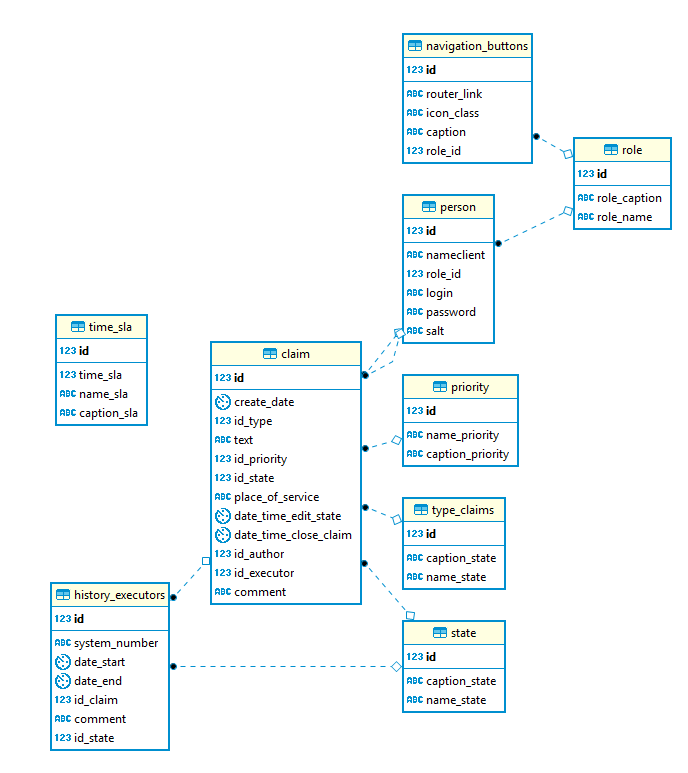 navigation_buttons
123 id
ABC router_link
ABC icon_class
ABC caption
123 role_id
role
123 id
ABC role_caption
ABC role_name
person
123 id
ABC nameclient
123 role_id
ABC login
ABC password
ABC salt
time_sla
123 id
123 time_sla
ABC name_sla
ABC caption_sla
claim
123 id
create_date
123 id_type
ABC text
123 id_priority
123 id_state
ABC place_of_service
date_time_edit_state
date_time_close_claim
123 id_author
123 id_executor
ABC comment
priority
123 id
ABC name_priority
ABC caption_priority
type_claims
123 id
ABC caption_state
ABC name_state
history_executors
123 id
ABC system_number
date_start
date_end
123 id_claim
ABC comment
123 id_state
state
123 id
ABC caption_state
ABC name_state